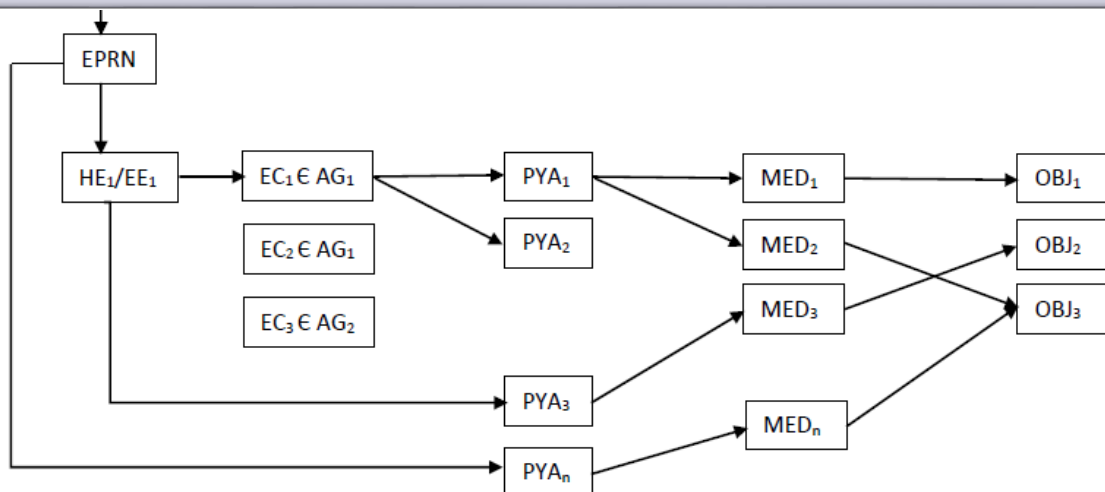 EPRN
HE₁/EE₁
EC₁ Є AG₁
PYA₁
MED₁
OBJ₁
EC₂ Є AG₁
PYA₂
MED₂
OBJ₂
EC₃ Є AG₂
MED₃
OBJ₃
PYA₃
MEDₙ
PYAₙ